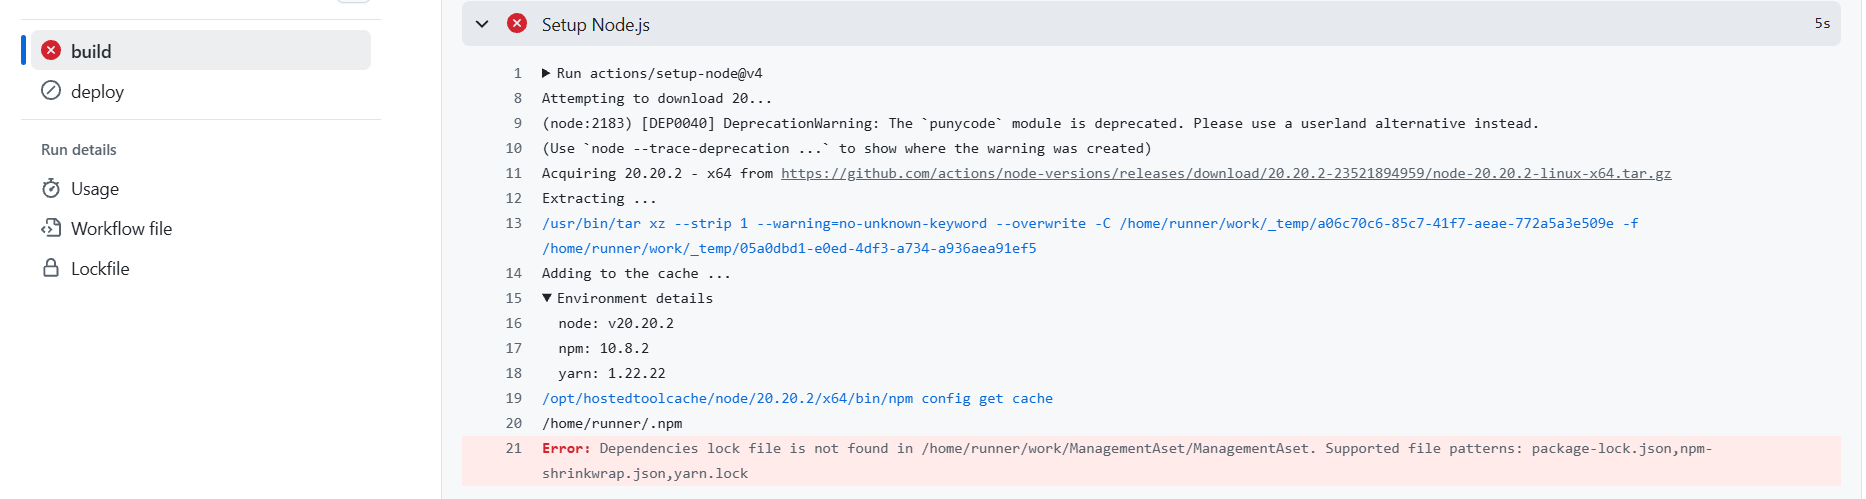 build
deploy
Run details
Usage
Workflow file
Lockfile
Setup Node.js
5s
1 Run actions/setup-node@v4
8 Attempting to download 20...
9 (node:2183) [DEP0040] DeprecationWarning: The `punycode` module is deprecated. Please use a userland alternative instead.
10 (Use `node --trace-deprecation ...` to show where the warning was created)
11 Acquiring 20.20.2 - x64 from https://github.com/actions/node-versions/releases/download/20.20.2-23521894959/node-20.20.2-linux-x64.tar.gz
12 Extracting ...
13 /usr/bin/tar xz --strip 1 --warning=no-unknown-keyword --overwrite -C /home/runner/work/_temp/a06c70c6-85c7-41f7-aeae-772a5a3e509e -f
/home/runner/work/_temp/05a0dbd1-e0ed-4df3-a734-a936aea91ef5
14 Adding to the cache ...
15 Environment details
16 node: v20.20.2
17 npm: 10.8.2
18 yarn: 1.22.22
19 /opt/hostedtoolcache/node/20.20.2/x64/bin/npm config get cache
20 /home/runner/.npm
21 Error: Dependencies lock file is not found in /home/runner/work/ManagementAset/ManagementAset. Supported file patterns: package-lock.json,npm-
shrinkwrap.json,yarn.lock